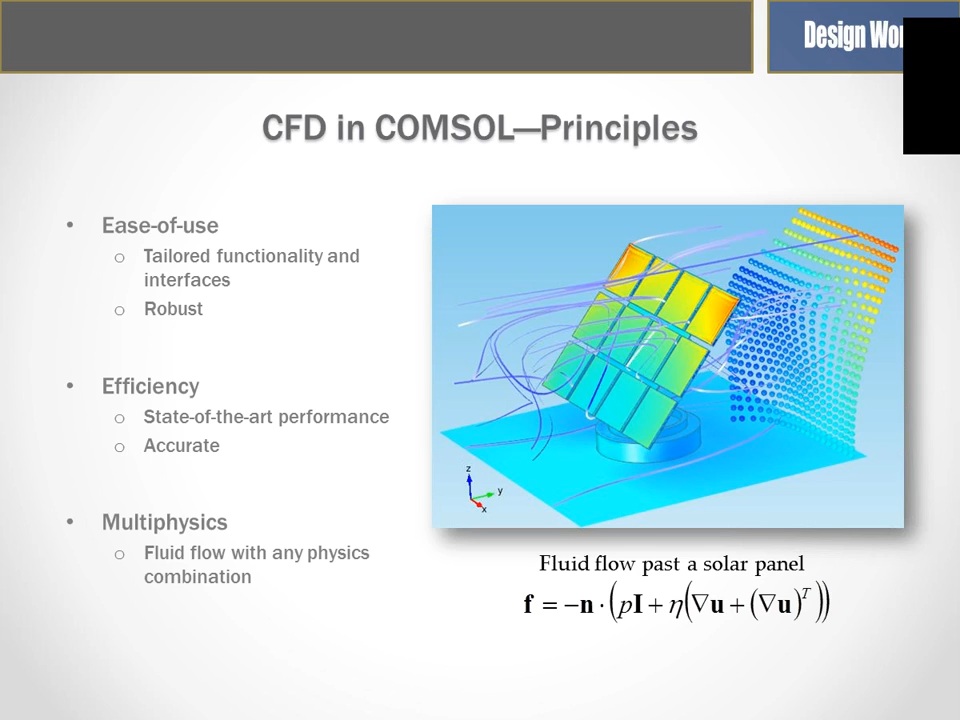 Design
CFD in COMSOL—Principles
• Ease-of-use
o Tailored functionality and
interfaces
o Robust
• Efficiency
o State-of-the-art performance
o Accurate
• Multiphysics
o Fluid flow with any physics
combination
z
y
x
Fluid flow past a solar panel
f = −n · (pI + η(∇u + (∇u)^T))